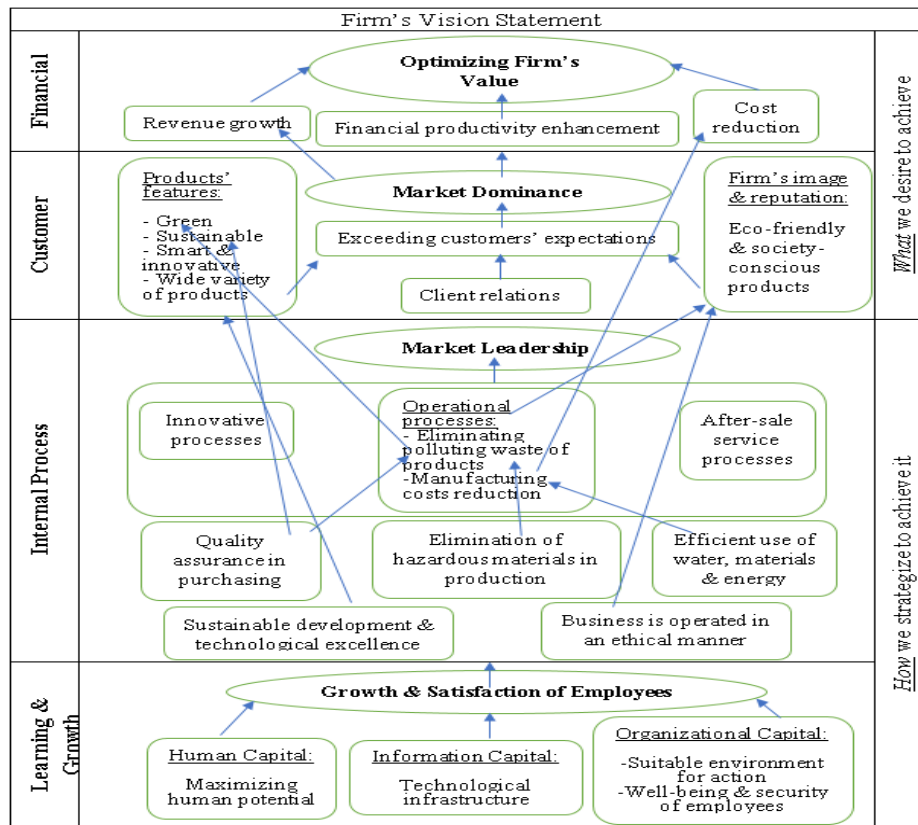 Firm's Vision Statement
Financial
Optimizing Firm's
Value
Revenue growth
Financial productivity enhancement
Cost
reduction
What we desire to achieve
Customer
Products'
features:
- Green
- Sustainable
- Smart &
innovative
- Wide variety
of products
Market Dominance
Exceeding customers' expectations
Client relations
Firm's image
& reputation:
Eco-friendly
& society-
conscious
products
Internal Process
Market Leadership
Innovative
processes
Operational
processes:
- Eliminating
polluting waste of
products
-Manufacturing
costs reduction
After-sale
service
processes
How we strategize to achieve it
Quality
assurance in
purchasing
Elimination of
hazardous materials in
production
Efficient use of
water, materials
& energy
Sustainable development &
technological excellence
Business is operated in
an ethical manner
Learning &
Growth
Growth & Satisfaction of Employees
Human Capital:
Maximizing
human potential
Information Capital:
Technological
infrastructure
Organizational Capital:
-Suitable environment
for action
-Well-being & security
of employees